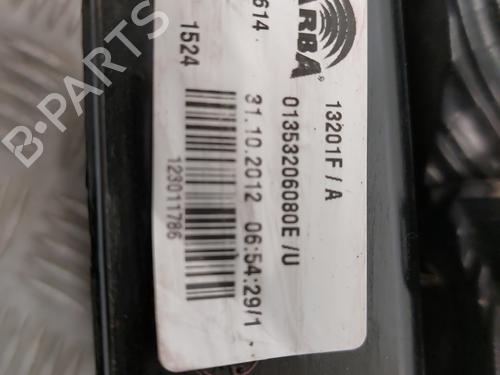 ARBA®
13201F / A
614
01353206080E /U
1524
31.10.2012 06:54:29/1
123011786
B-PARTS